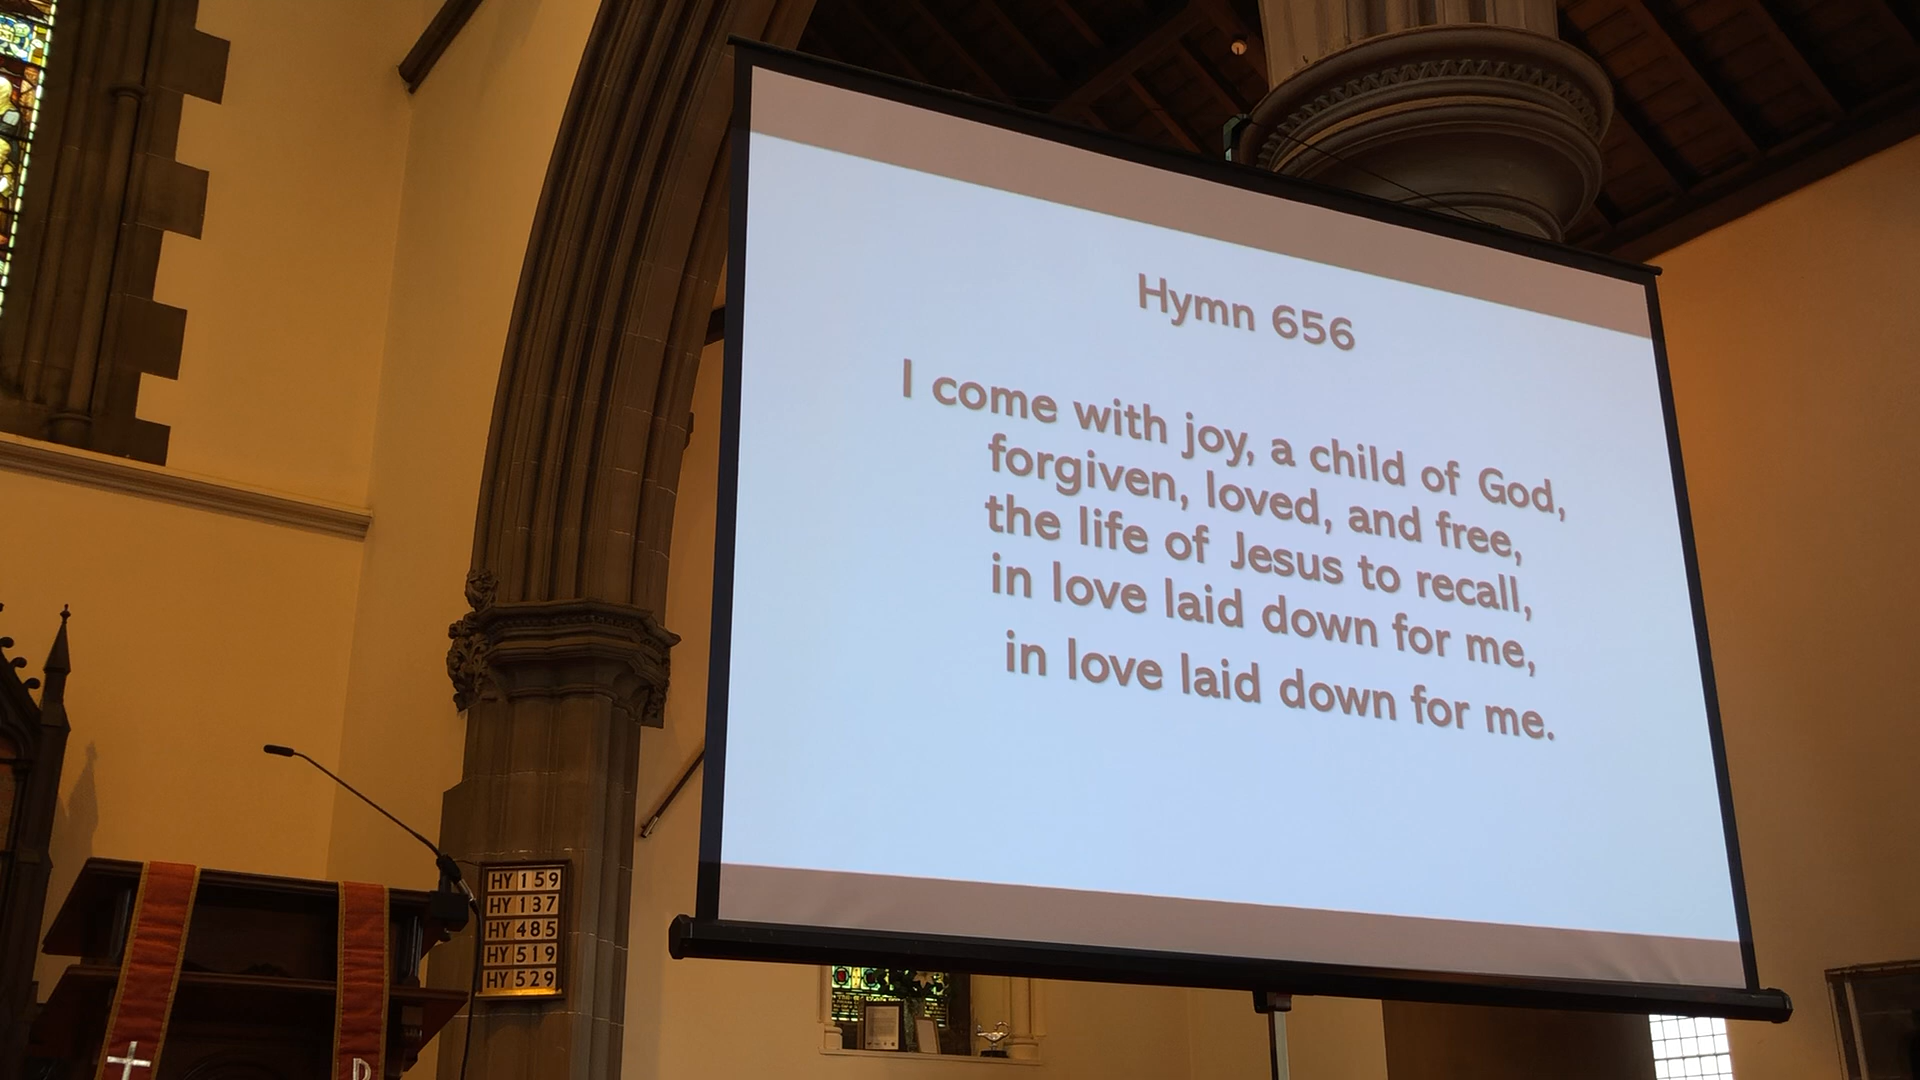 Hymn 656
I come with joy, a child of God,
forgiven, loved, and free,
the life of Jesus to recall,
in love laid down for me,
in love laid down for me.
HY 159
HY 137
HY 485
HY 519
HY 529